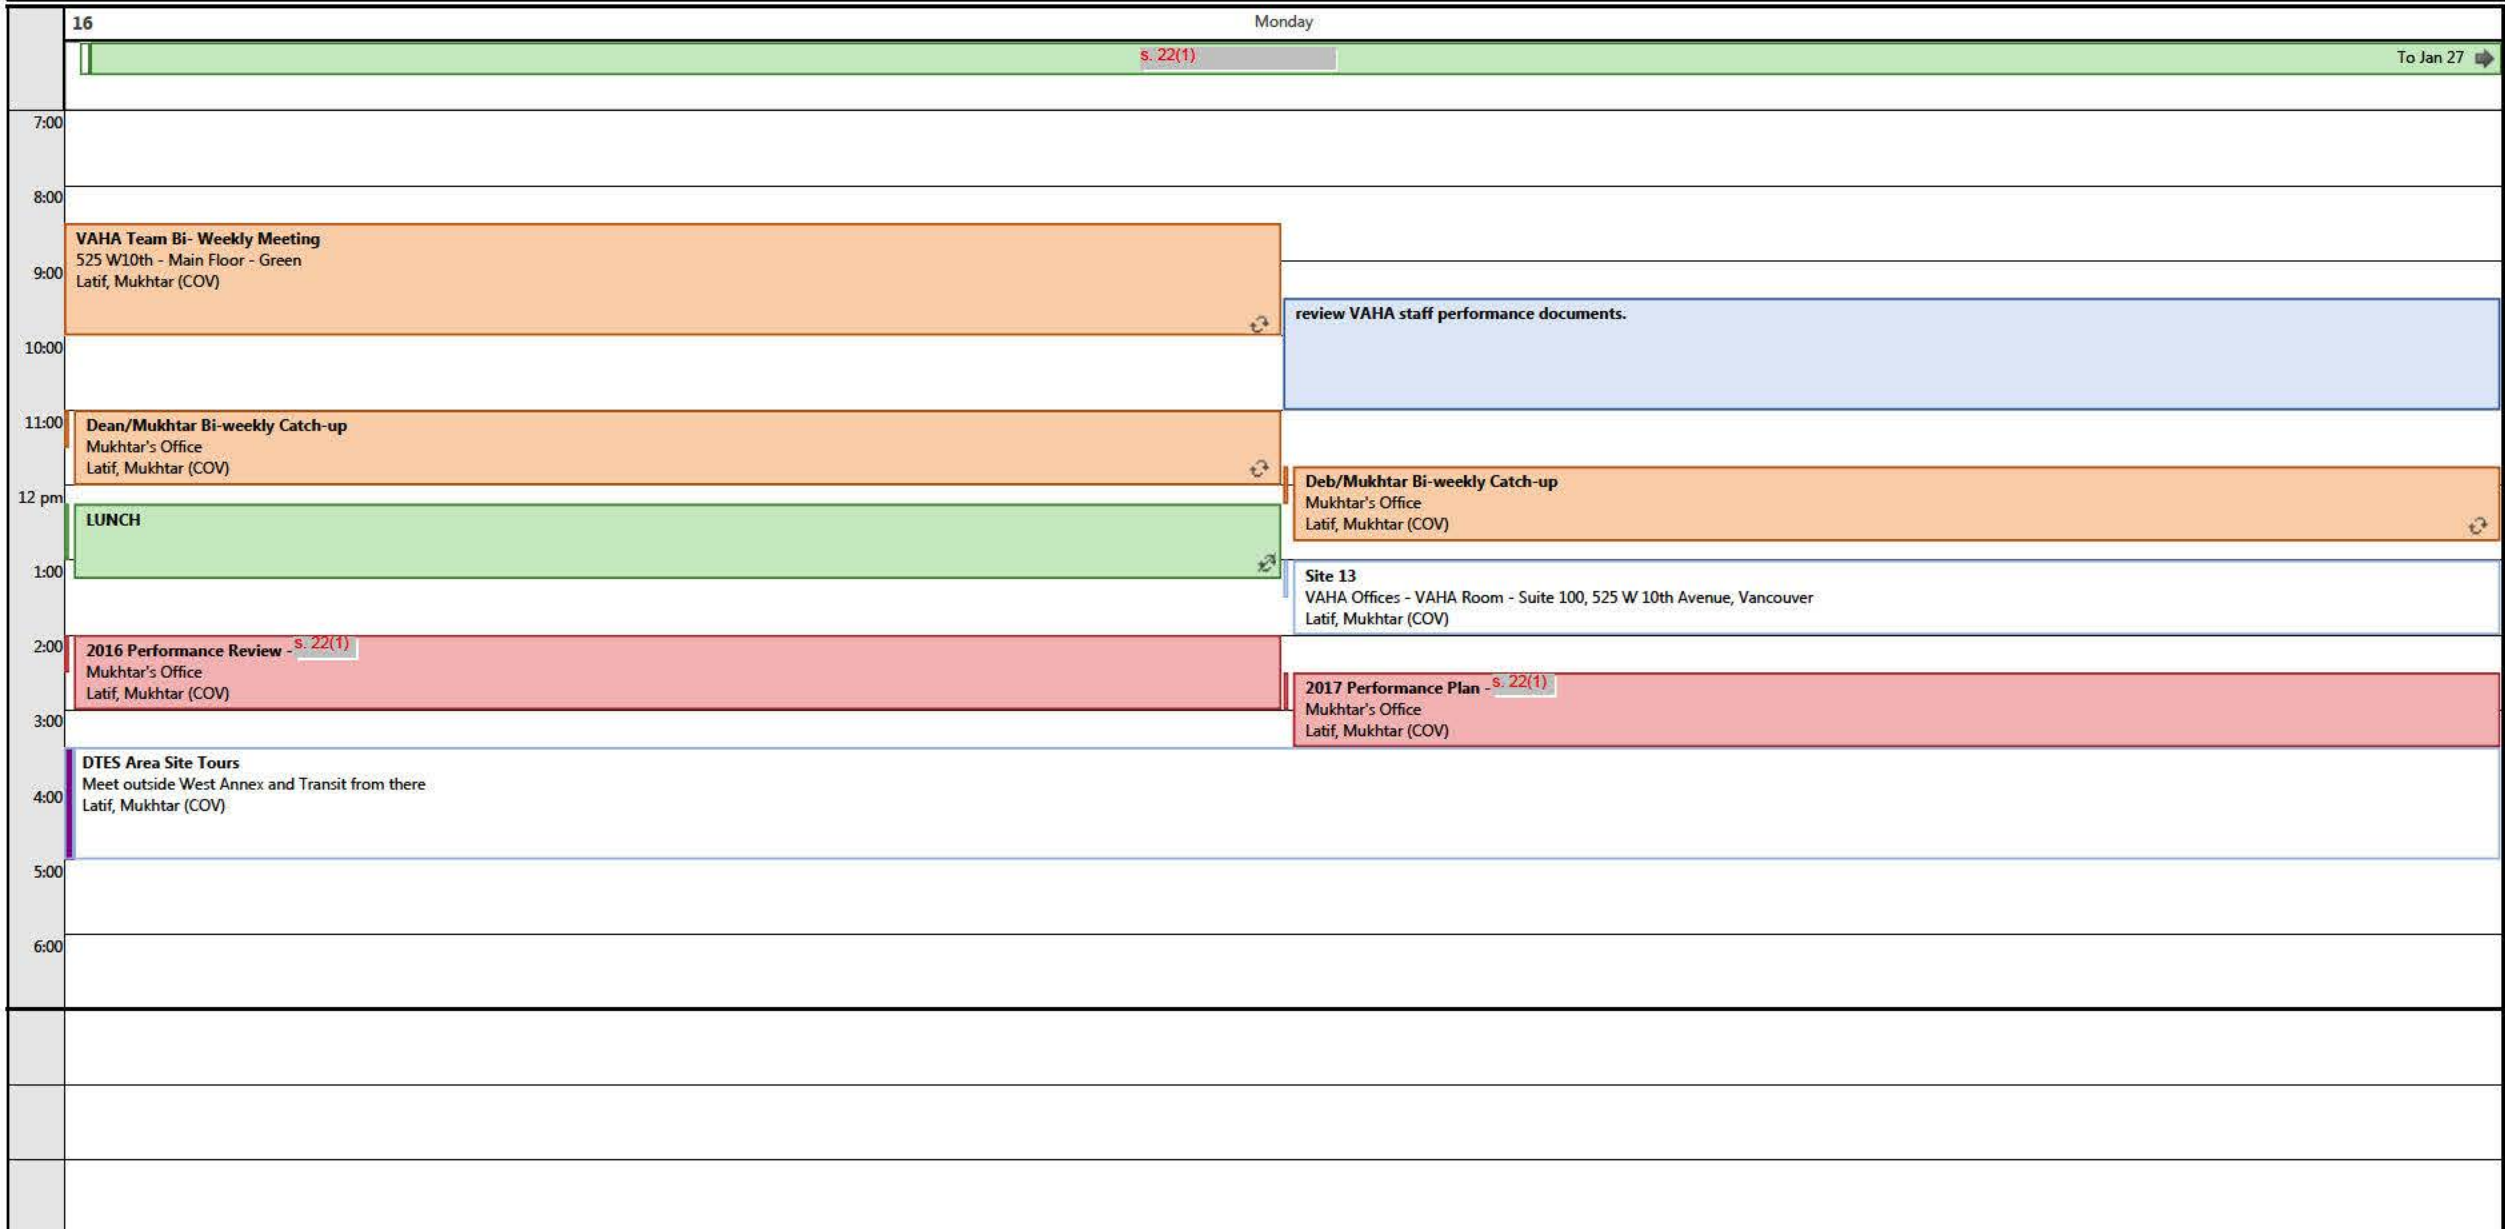 16 Monday
s. 22(1) To Jan 27
7:00
8:00
VAHA Team Bi- Weekly Meeting
525 W10th - Main Floor - Green
Latif, Mukhtar (COV)
9:00
review VAHA staff performance documents.
10:00
11:00
Dean/Mukhtar Bi-weekly Catch-up
Mukhtar's Office
Latif, Mukhtar (COV)
Deb/Mukhtar Bi-weekly Catch-up
Mukhtar's Office
Latif, Mukhtar (COV)
12 pm
LUNCH
1:00
Site 13
VAHA Offices - VAHA Room - Suite 100, 525 W 10th Avenue, Vancouver
Latif, Mukhtar (COV)
2:00
2016 Performance Review - s. 22(1)
Mukhtar's Office
Latif, Mukhtar (COV)
2017 Performance Plan - s. 22(1)
Mukhtar's Office
Latif, Mukhtar (COV)
3:00
DTES Area Site Tours
Meet outside West Annex and Transit from there
Latif, Mukhtar (COV)
4:00
5:00
6:00